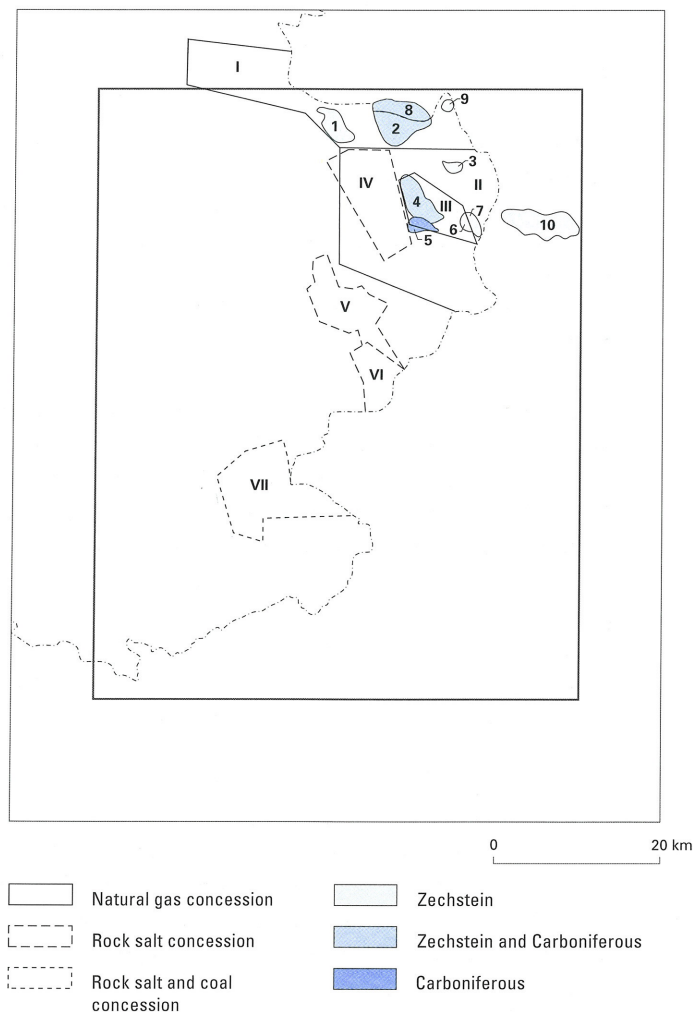 I
9
8
1
2
3
IV
II
4
III
7
10
6
5
V
VI
VII
0 20 km
Natural gas concession
Zechstein
Rock salt concession
Zechstein and Carboniferous
Rock salt and coal
concession
Carboniferous